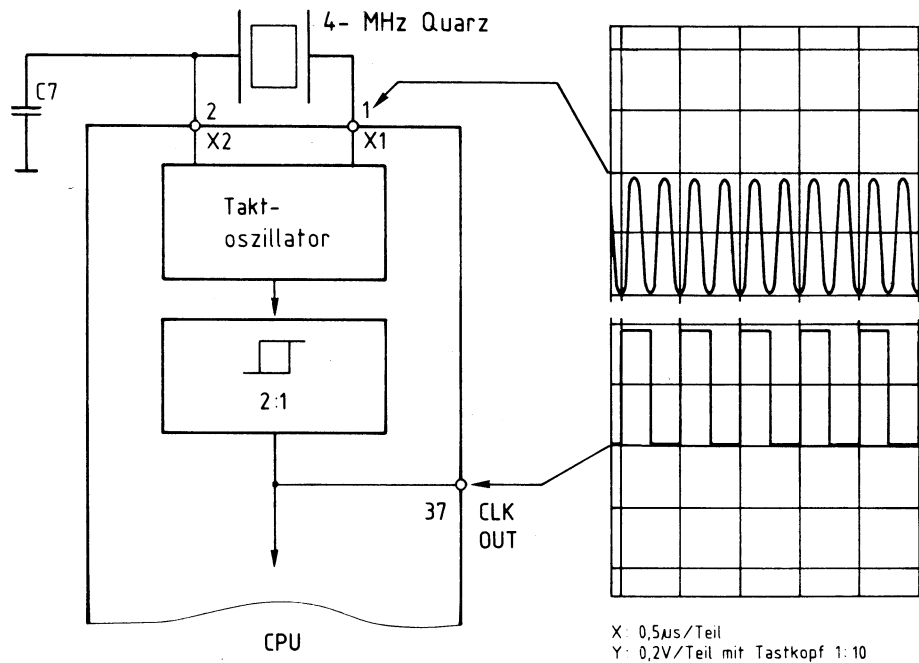 4- MHz Quarz
C7
2
1
X2
X1
Takt-
oszillator
2:1
37
CLK
OUT
CPU
X: 0,5µs/Teil
Y: 0,2V/Teil mit Tastkopf 1:10